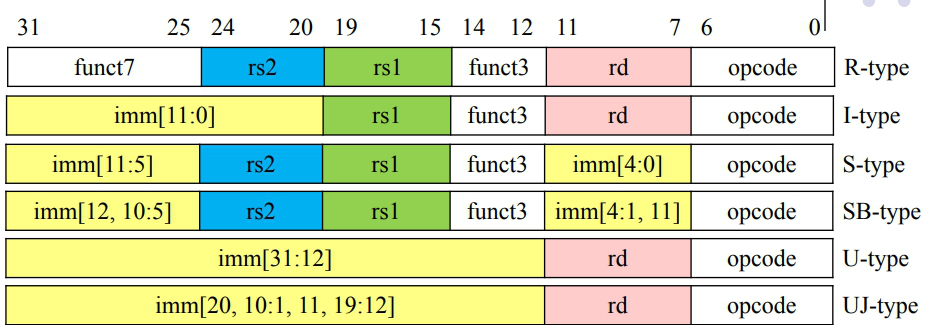 31 25 24 20 19 15 14 12 11 7 6 0
funct7 rs2 rs1 funct3 rd opcode R-type
imm[11:0] rs1 funct3 rd opcode I-type
imm[11:5] rs2 rs1 funct3 imm[4:0] opcode S-type
imm[12, 10:5] rs2 rs1 funct3 imm[4:1, 11] opcode SB-type
imm[31:12] rd opcode U-type
imm[20, 10:1, 11, 19:12] rd opcode UJ-type